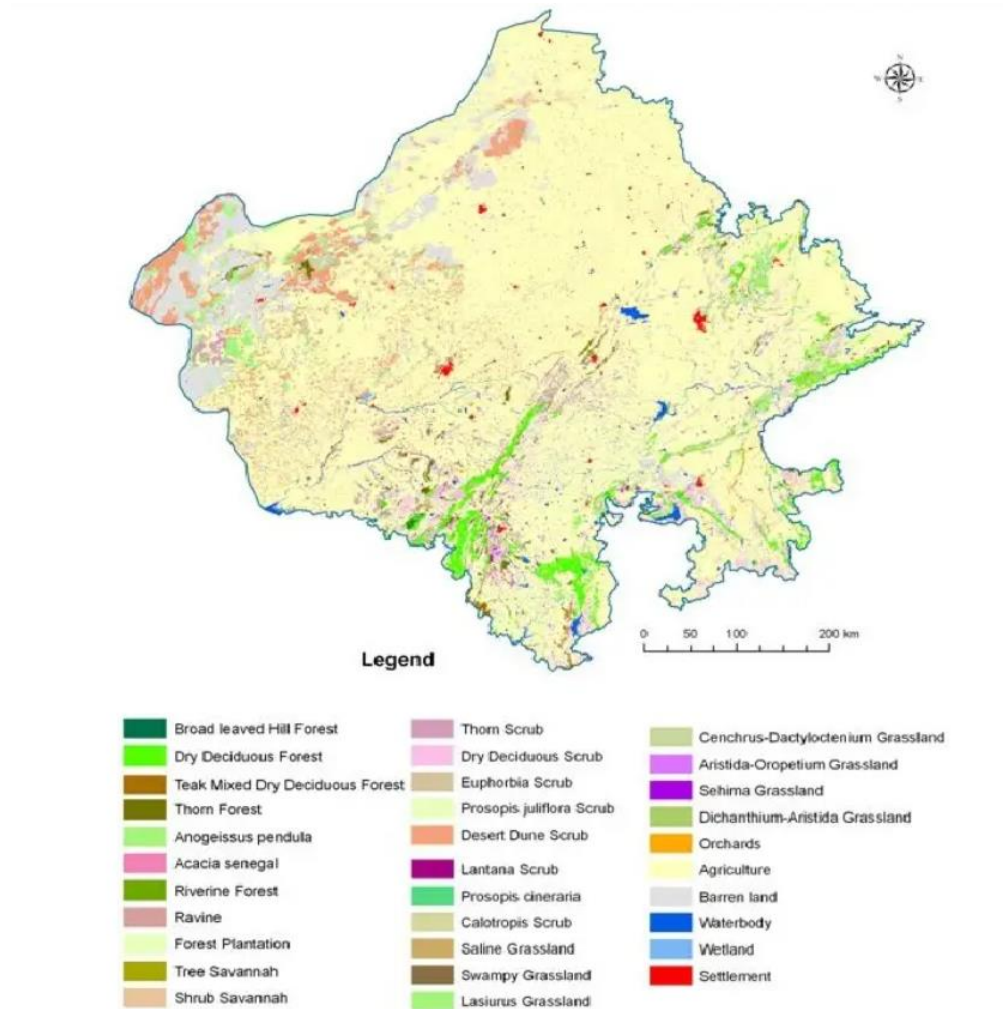 N
W
E
S
0 50 100 200 km
Legend
Broad leaved Hill Forest
Dry Deciduous Forest
Teak Mixed Dry Deciduous Forest
Thorn Forest
Anogeissus pendula
Acacia senegal
Riverine Forest
Ravine
Forest Plantation
Tree Savannah
Shrub Savannah
Thorn Scrub
Dry Deciduous Scrub
Euphorbia Scrub
Prosopis juliflora Scrub
Desert Dune Scrub
Lantana Scrub
Prosopis cineraria
Calotropis Scrub
Saline Grassland
Swampy Grassland
Lasiurus Grassland
Cenchrus-Dactyloctenium Grassland
Aristida-Oropetium Grassland
Sehima Grassland
Dichanthium-Aristida Grassland
Orchards
Agriculture
Barren land
Waterbody
Wetland
Settlement